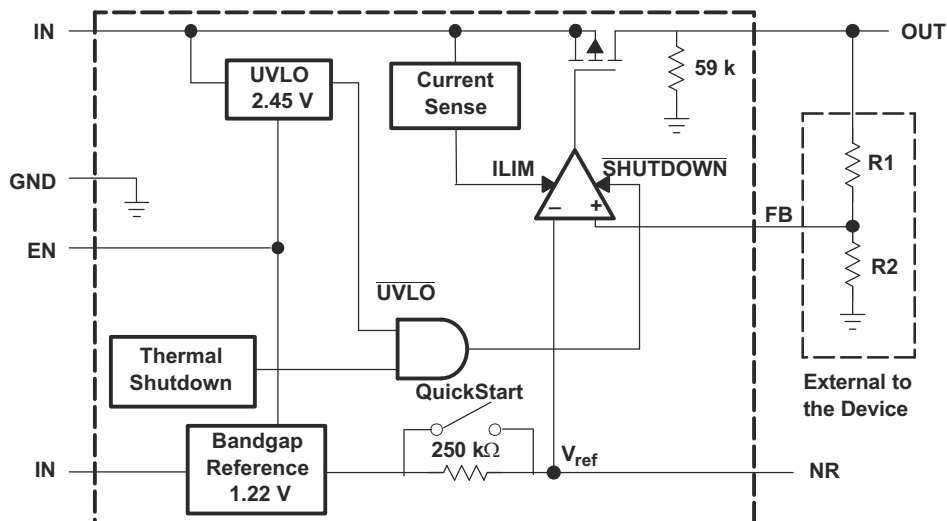 IN
OUT
UVLO
2.45 V
Current
Sense
59 k
GND
ILIM
SHUTDOWN
R1
– +
FB
EN
R2
UVLO
Thermal
Shutdown
QuickStart
External to
the Device
IN
Bandgap
Reference
1.22 V
250 kΩ
Vref
NR